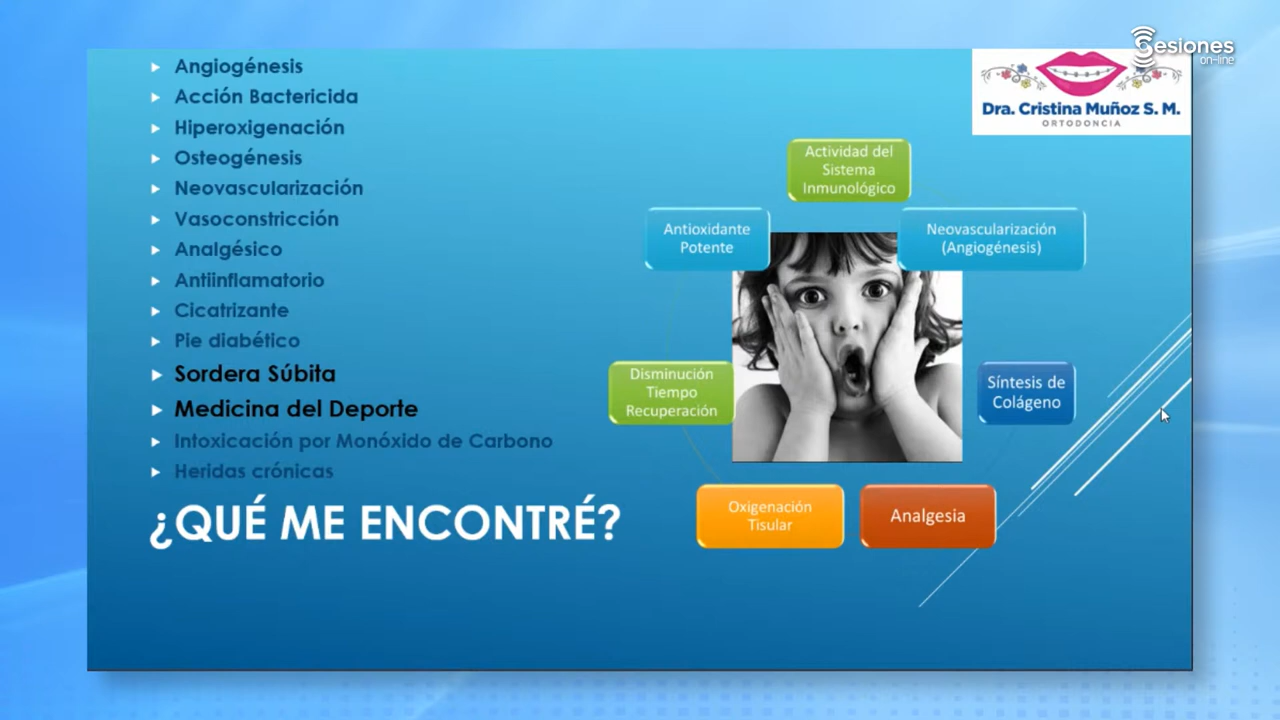 Sesiones
on-line
Dra. Cristina Muñoz S. M.
ORTODONCIA
Angiogénesis
Acción Bactericida
Hiperoxigenación
Osteogénesis
Neovascularización
Vasoconstricción
Analgésico
Antiinflamatorio
Cicatrizante
Pie diabético
Sordera Súbita
Medicina del Deporte
Intoxicación por Monóxido de Carbono
Heridas crónicas
¿QUÉ ME ENCONTRÉ?
Actividad del
Sistema
Inmunológico
Antioxidante
Potente
Neovascularización
(Angiogénesis)
Disminución
Tiempo
Recuperación
Síntesis de
Colágeno
Oxigenación
Tisular
Analgesia